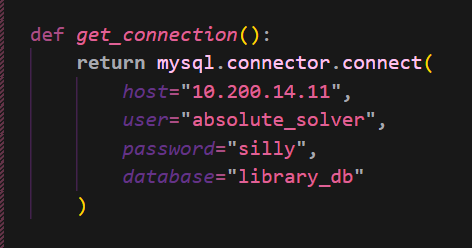 def get_connection():
    return mysql.connector.connect(
        host="10.200.14.11",
        user="absolute_solver",
        password="silly",
        database="library_db"
    )